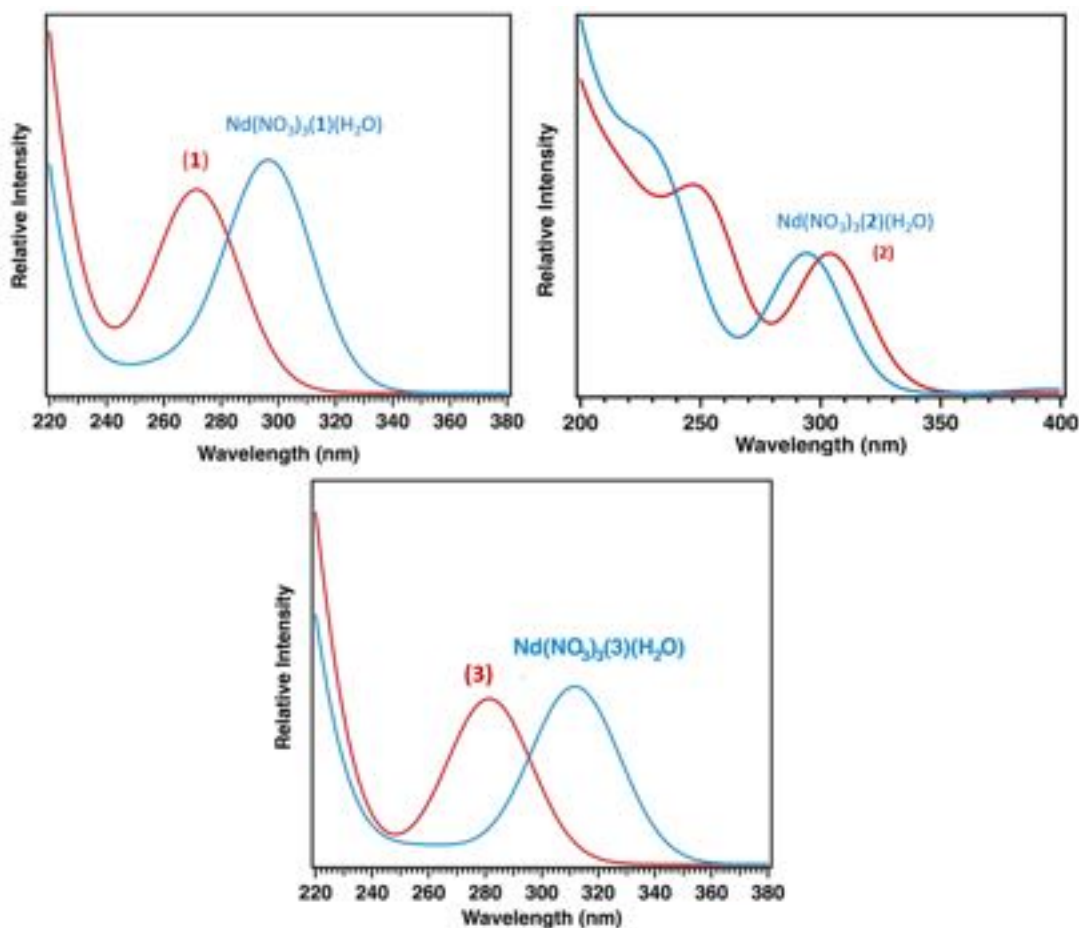 Relative Intensity
Nd(NO₃)₃(1)(H₂O)
(1)
220 240 260 280 300 320 340 360 380
Wavelength (nm)
Relative Intensity
Nd(NO₃)₃(2)(H₂O)
(2)
200 250 300 350 400
Wavelength (nm)
Relative Intensity
Nd(NO₃)₃(3)(H₂O)
(3)
220 240 260 280 300 320 340 360 380
Wavelength (nm)